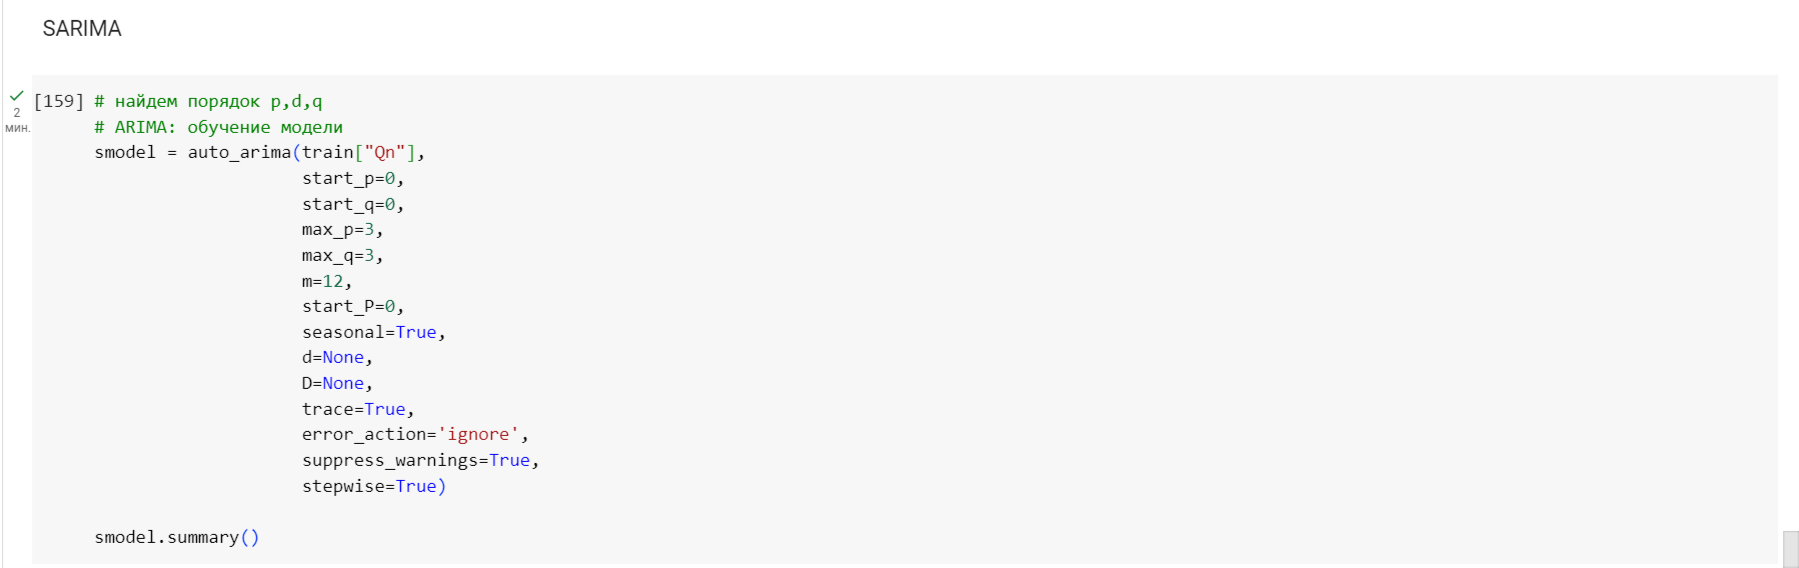 SARIMA
[159] # найдем порядок p,d,q
2
мин.
# ARIMA: обучение модели
smodel = auto_arima(train["Qn"],
start_p=0,
start_q=0,
max_p=3,
max_q=3,
m=12,
start_P=0,
seasonal=True,
d=None,
D=None,
trace=True,
error_action='ignore',
suppress_warnings=True,
stepwise=True)
smodel.summary()